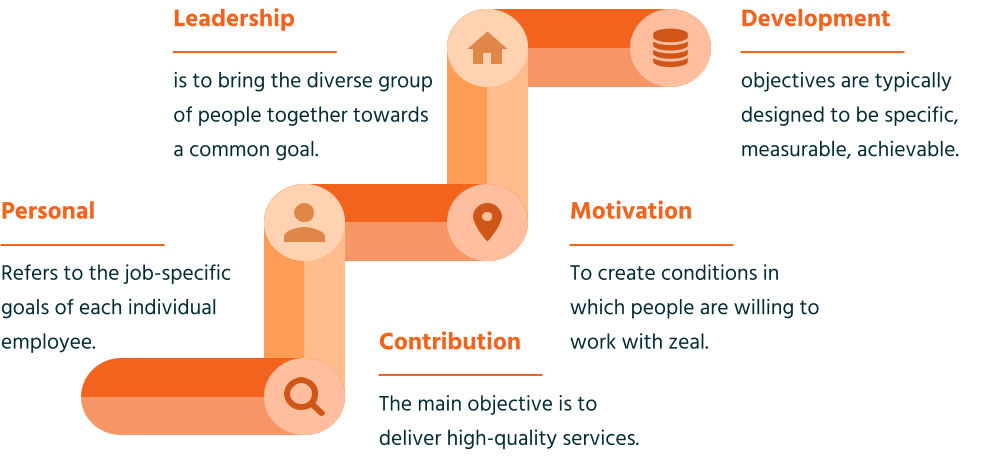 Leadership
is to bring the diverse group
of people together towards
a common goal.
Development
objectives are typically
designed to be specific,
measurable, achievable.
Personal
Refers to the job-specific
goals of each individual
employee.
Motivation
To create conditions in
which people are willing to
work with zeal.
Contribution
The main objective is to
deliver high-quality services.